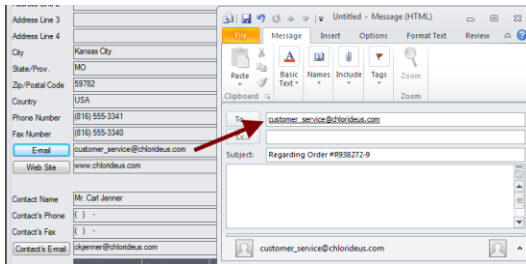 Address Line 3
Address Line 4
City Kansas City
State/Prov. MO
Zip/Postal Code 59782
Country USA
Phone Number (816) 555-3341
Fax Number (816) 555-3340
E-mail customer_service@chlorideus.com
Web Site www.chlorideus.com
Contact Name Mr. Carl Jenner
Contact's Phone ( ) -
Contact's Fax ( ) -
Contact's E-mail ckjenner@chlorideus.com
Untitled - Message (HTML)
File Message Insert Options Format Text Review
Paste Basic Text Names Include Tags Zoom
Clipboard Zoom
To... customer_service@chlorideus.com
Cc...
Subject: Regarding Order #R938272-9
customer_service@chlorideus.com